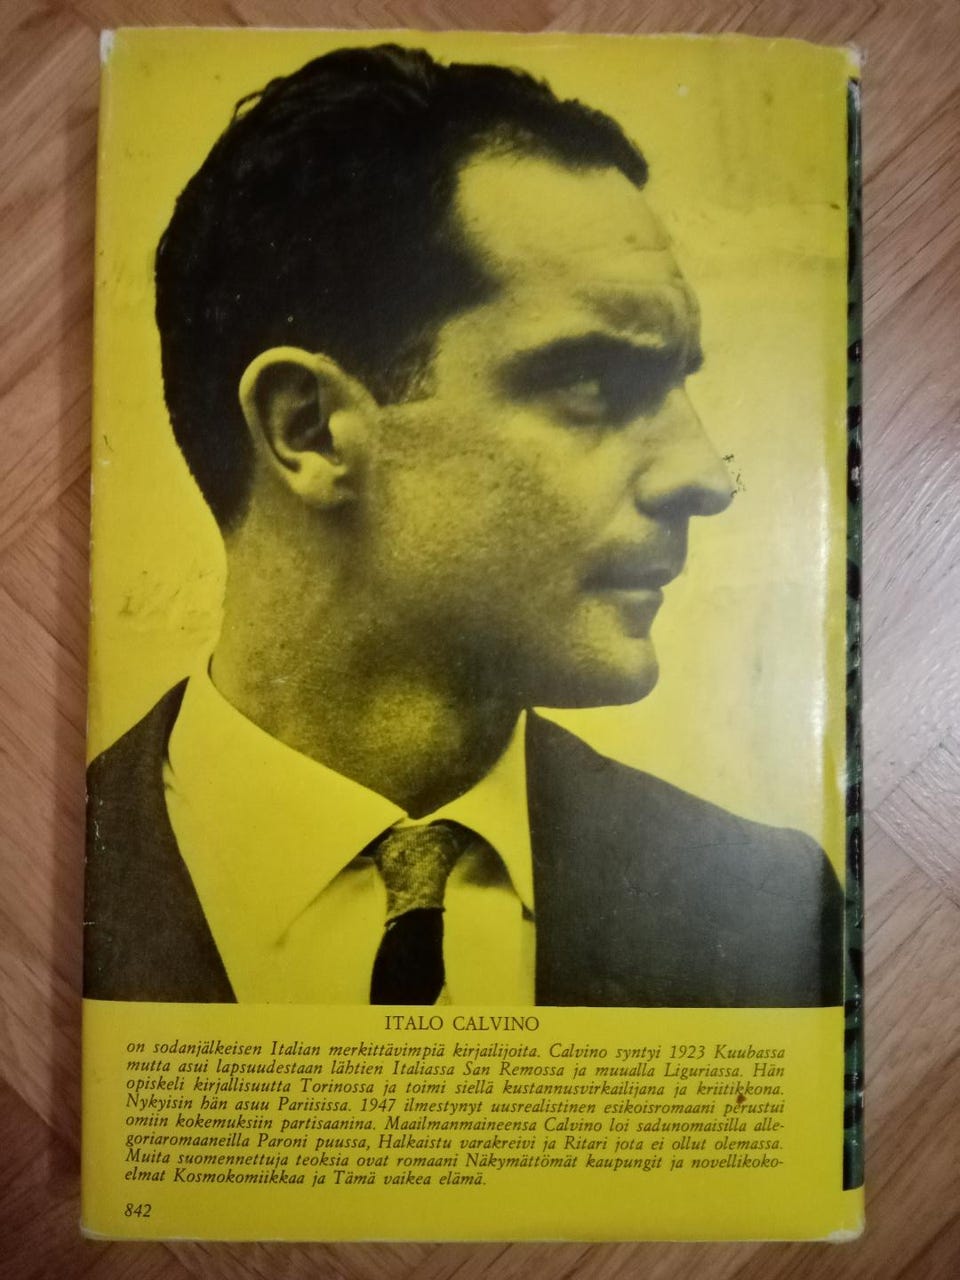 ITALO CALVINO
on sodanjälkeisen Italian merkittävimpiä kirjailijoita. Calvino syntyi 1923 Kuubassa
mutta asui lapsuudestaan lähtien Italiassa San Remossa ja muualla Liguriassa. Hän
opiskeli kirjallisuutta Torinossa ja toimi siellä kustannusvirkailijana ja kriitikkona.
Nykyisin hän asuu Pariisissa. 1947 ilmestynyt uusrealistinen esikoisromaani perustui
omiin kokemuksiin partisaanina. Maailmanmaineensa Calvino loi sadunomaisilla alle-
goriaromaaneilla Paroni puussa, Halkaistu varakreivi ja Ritari jota ei ollut olemassa.
Muita suomennettuja teoksia ovat romaani Näkymättömät kaupungit ja novellikoko-
elmat Kosmokomiikkaa ja Tämä vaikea elämä.
842